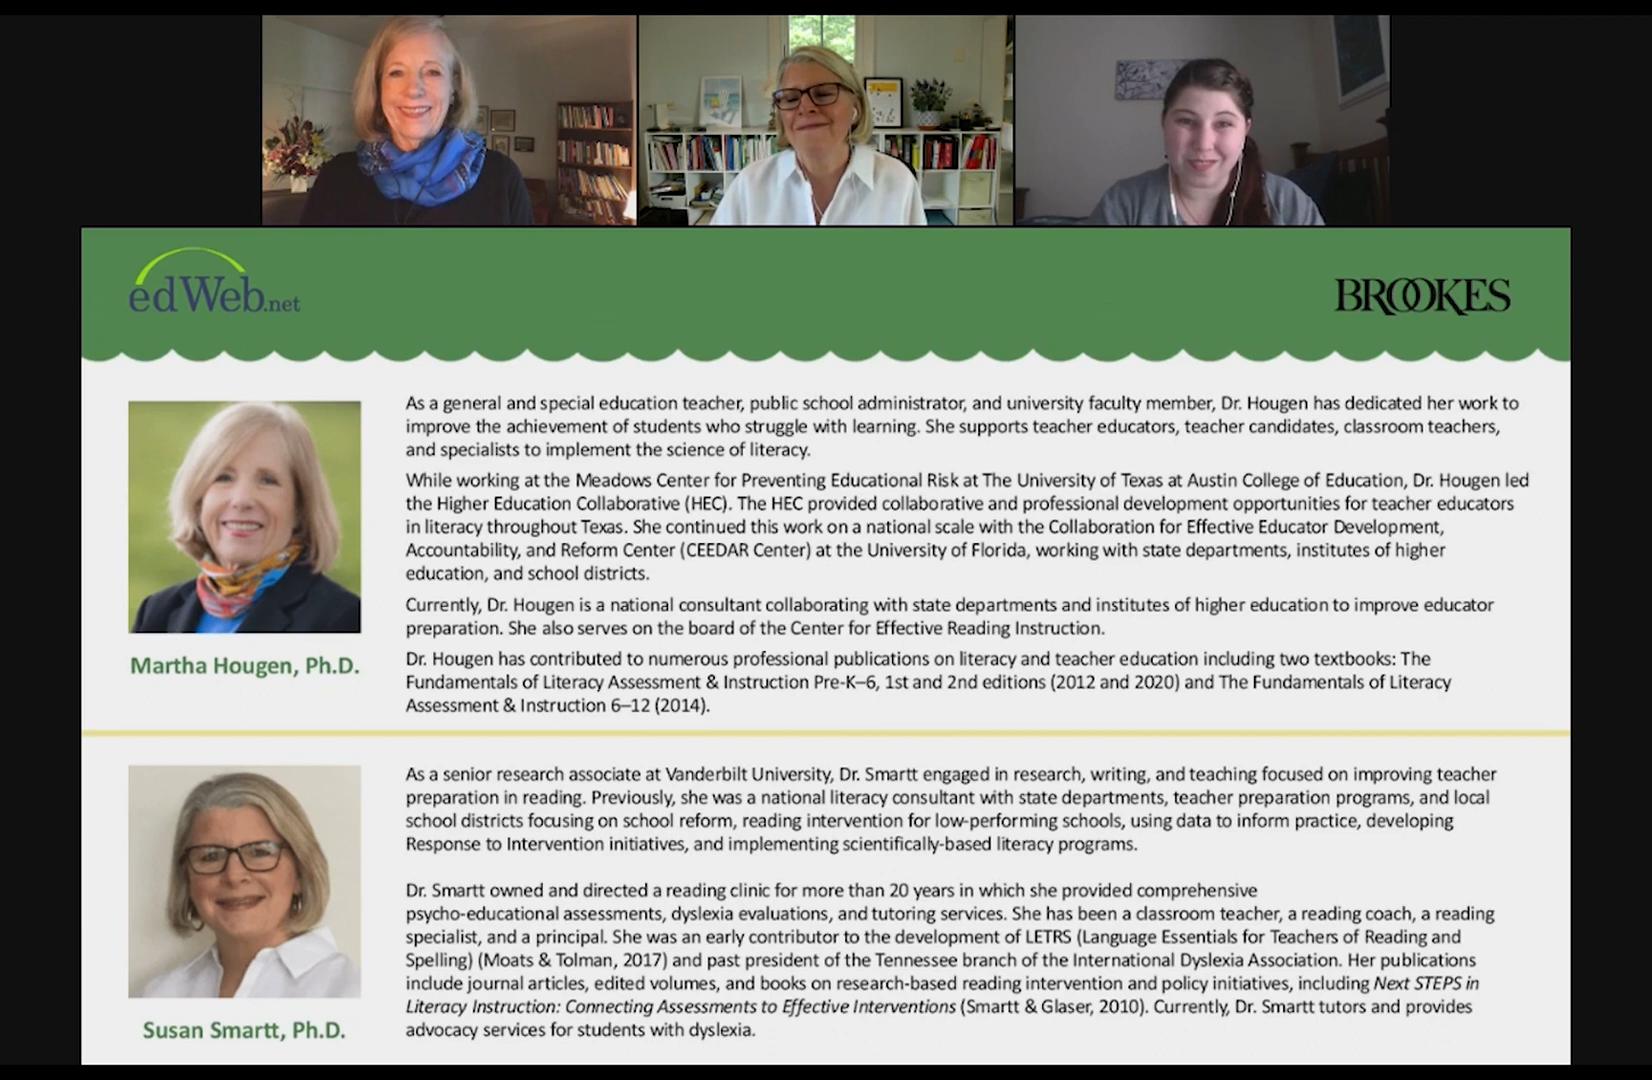 edWeb.net
BROOKES
As a general and special education teacher, public school administrator, and university faculty member, Dr. Hougen has dedicated her work to
improve the achievement of students who struggle with learning. She supports teacher educators, teacher candidates, classroom teachers,
and specialists to implement the science of literacy.
While working at the Meadows Center for Preventing Educational Risk at The University of Texas at Austin College of Education, Dr. Hougen led
the Higher Education Collaborative (HEC). The HEC provided collaborative and professional development opportunities for teacher educators
in literacy throughout Texas. She continued this work on a national scale with the Collaboration for Effective Educator Development,
Accountability, and Reform Center (CEEDAR Center) at the University of Florida, working with state departments, institutes of higher
education, and school districts.
Currently, Dr. Hougen is a national consultant collaborating with state departments and institutes of higher education to improve educator
preparation. She also serves on the board of the Center for Effective Reading Instruction.
Dr. Hougen has contributed to numerous professional publications on literacy and teacher education including two textbooks: The
Fundamentals of Literacy Assessment & Instruction Pre-K–6, 1st and 2nd editions (2012 and 2020) and The Fundamentals of Literacy
Assessment & Instruction 6–12 (2014).
Martha Hougen, Ph.D.
As a senior research associate at Vanderbilt University, Dr. Smartt engaged in research, writing, and teaching focused on improving teacher
preparation in reading. Previously, she was a national literacy consultant with state departments, teacher preparation programs, and local
school districts focusing on school reform, reading intervention for low-performing schools, using data to inform practice, developing
Response to Intervention initiatives, and implementing scientifically-based literacy programs.
Dr. Smartt owned and directed a reading clinic for more than 20 years in which she provided comprehensive
psycho-educational assessments, dyslexia evaluations, and tutoring services. She has been a classroom teacher, a reading coach, a reading
specialist, and a principal. She was an early contributor to the development of LETRS (Language Essentials for Teachers of Reading and
Spelling) (Moats & Tolman, 2017) and past president of the Tennessee branch of the International Dyslexia Association. Her publications
include journal articles, edited volumes, and books on research-based reading intervention and policy initiatives, including Next STEPS in
Literacy Instruction: Connecting Assessments to Effective Interventions (Smartt & Glaser, 2010). Currently, Dr. Smartt tutors and provides
advocacy services for students with dyslexia.
Susan Smartt, Ph.D.